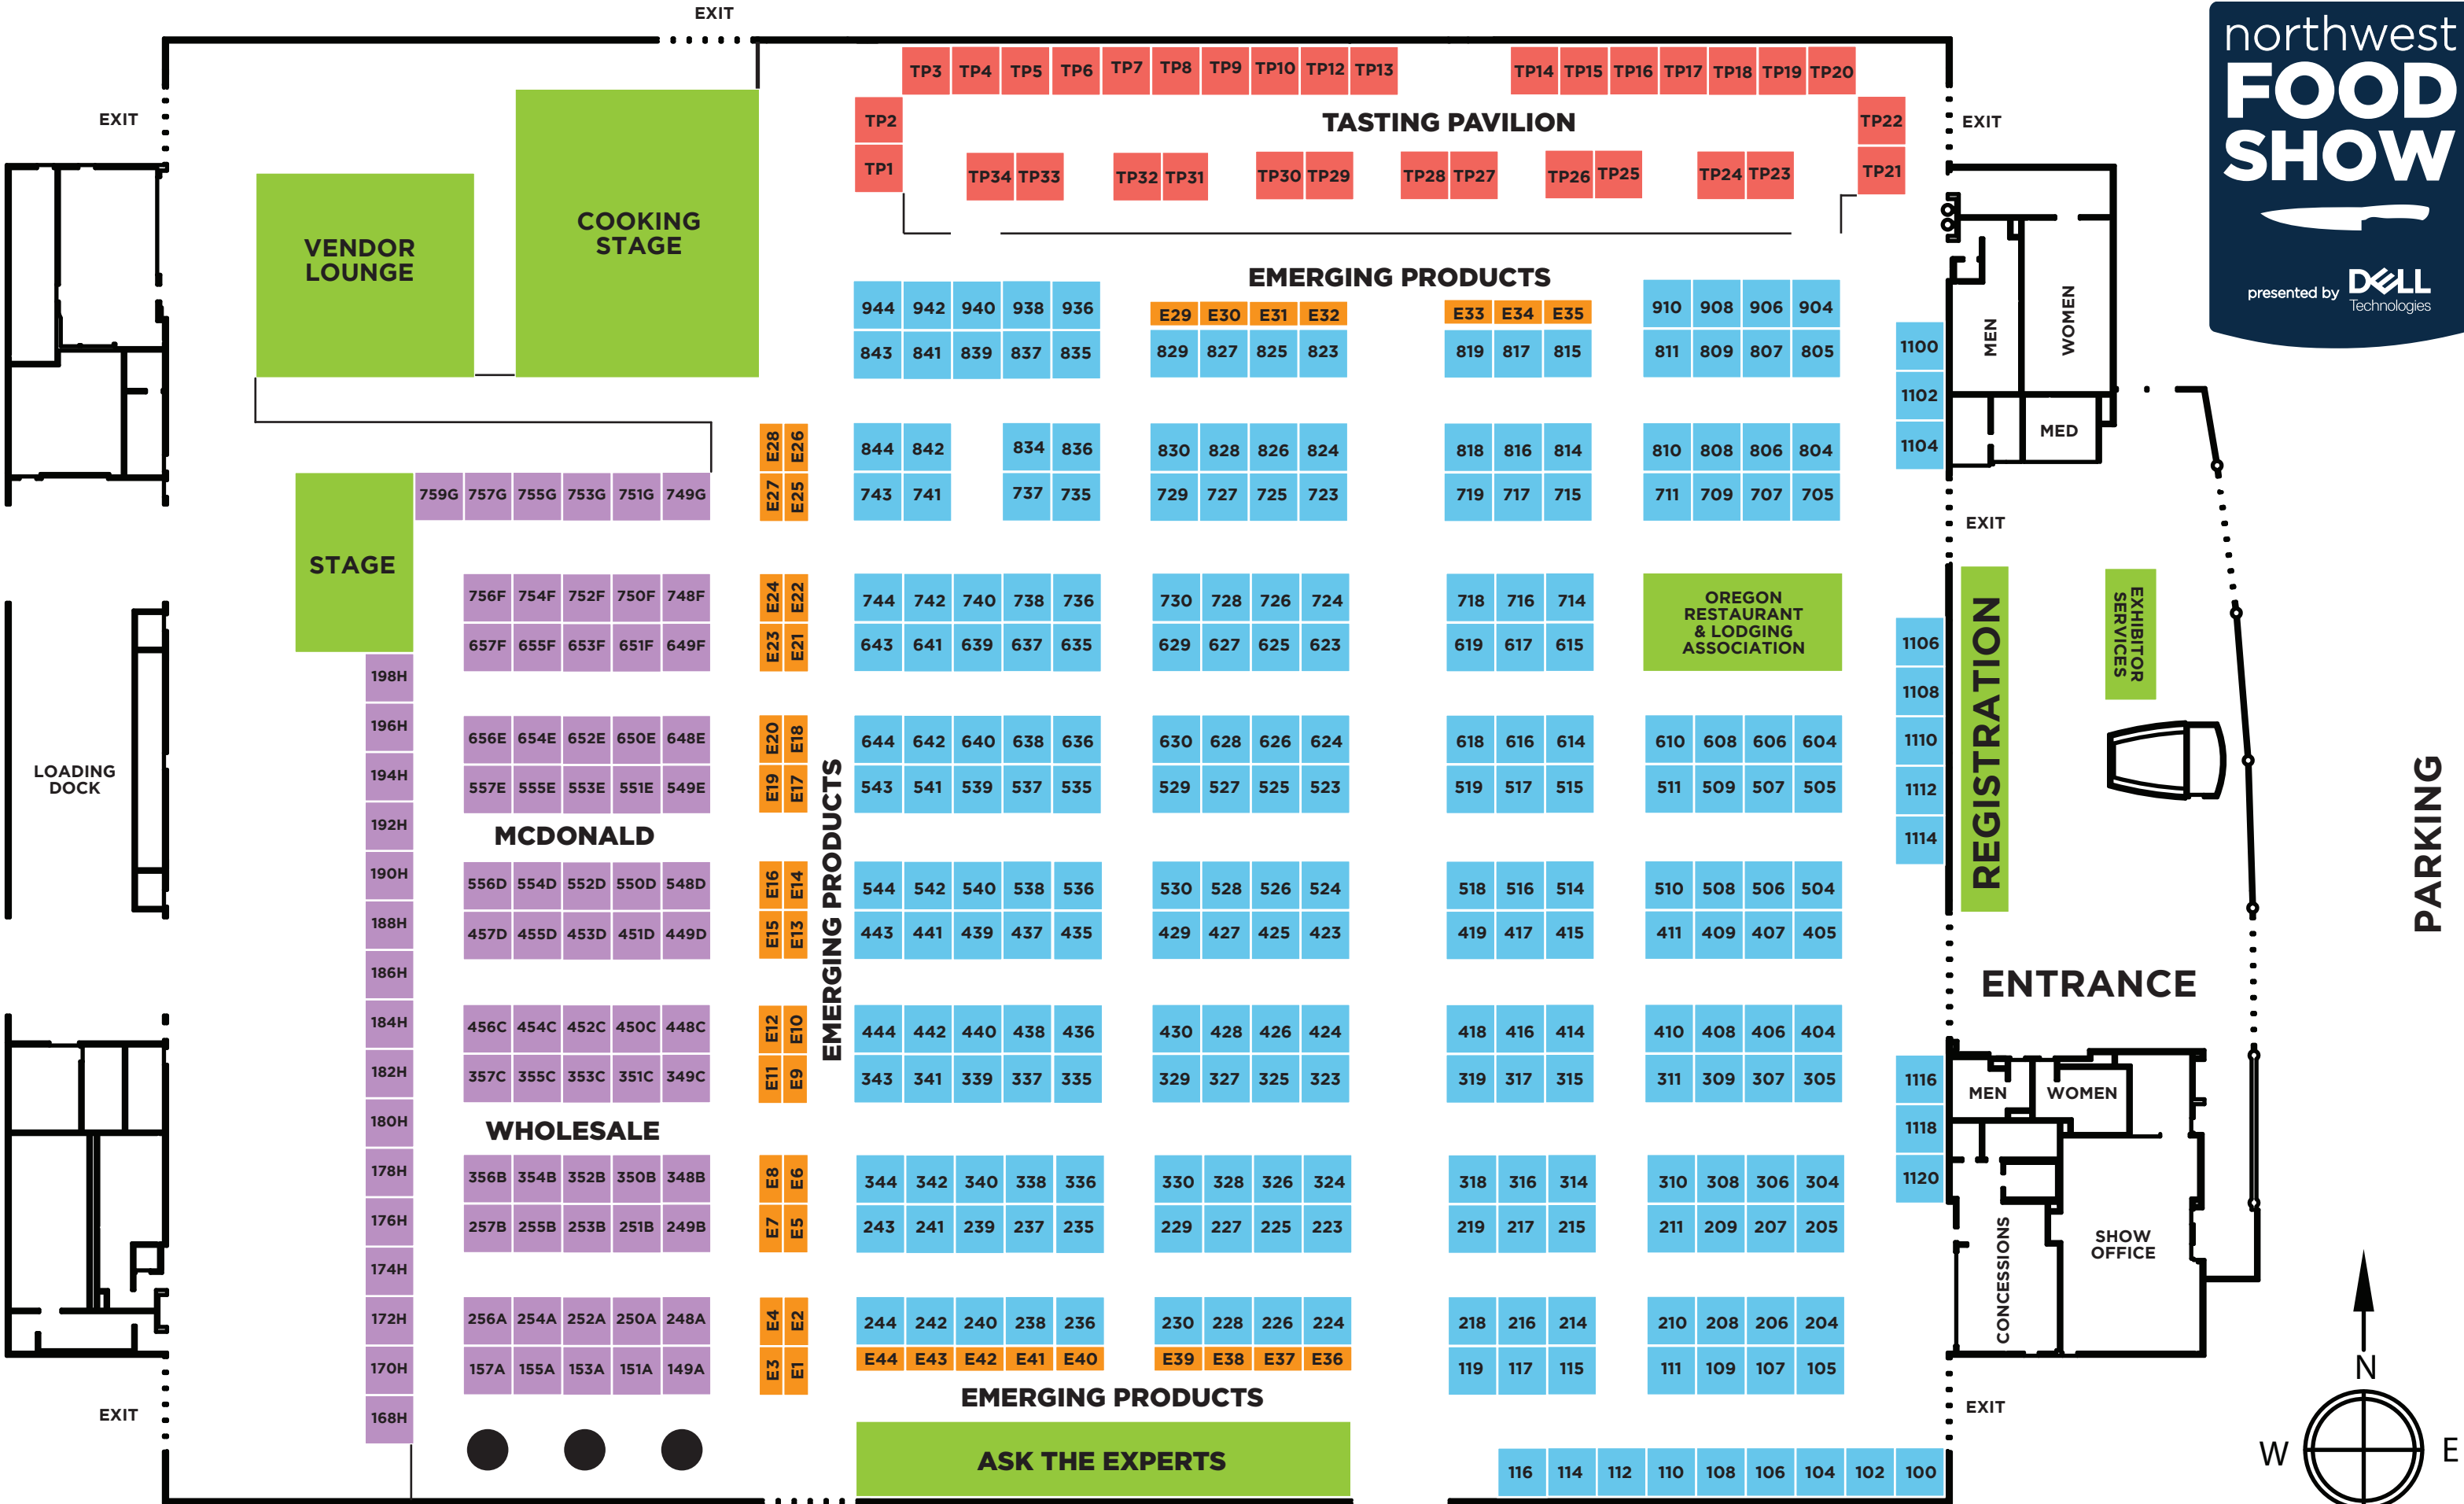 EXIT
northwest
FOOD
SHOW
presented by DELL
Technologies
TP3 TP4 TP5 TP6 TP7 TP8 TP9 TP10 TP12 TP13 TP14 TP15 TP16 TP17 TP18 TP19 TP20
EXIT
TP2
TASTING PAVILION
TP22
EXIT
TP1
TP34 TP33 TP32 TP31 TP30 TP29 TP28 TP27 TP26 TP25 TP24 TP23
TP21
VENDOR
LOUNGE
COOKING
STAGE
EMERGING PRODUCTS
944 942 940 938 936 E29 E30 E31 E32 E33 E34 E35 910 908 906 904
843 841 839 837 835 829 827 825 823 819 817 815 811 809 807 805
1100
1102
1104
MEN
WOMEN
MED
E28 E26 844 842 834 836 830 828 826 824 818 816 814 810 808 806 804
759G 757G 755G 753G 751G 749G E27 E25 743 741 737 735 729 727 725 723 719 717 715 711 709 707 705
EXIT
STAGE
756F 754F 752F 750F 748F E24 E22 744 742 740 738 736 730 728 726 724 718 716 714
657F 655F 653F 651F 649F E23 E21 643 641 639 637 635 629 627 625 623 619 617 615
OREGON
RESTAURANT
& LODGING
ASSOCIATION
1106
1108
1110
1112
1114
REGISTRATION
EXHIBITOR
SERVICES
PARKING
198H
196H
194H
192H
190H
188H
186H
184H
182H
180H
178H
176H
174H
172H
170H
168H
LOADING
DOCK
656E 654E 652E 650E 648E E20 E18 644 642 640 638 636 630 628 626 624 618 616 614 610 608 606 604
557E 555E 553E 551E 549E E19 E17 543 541 539 537 535 529 527 525 523 519 517 515 511 509 507 505
MCDONALD
EMERGING PRODUCTS
556D 554D 552D 550D 548D E16 E14 544 542 540 538 536 530 528 526 524 518 516 514 510 508 506 504
457D 455D 453D 451D 449D E15 E13 443 441 439 437 435 429 427 425 423 419 417 415 411 409 407 405
ENTRANCE
456C 454C 452C 450C 448C E12 E10 444 442 440 438 436 430 428 426 424 418 416 414 410 408 406 404
357C 355C 353C 351C 349C E11 E9 343 341 339 337 335 329 327 325 323 319 317 315 311 309 307 305
1116
1118
1120
MEN
WOMEN
WHOLESALE
356B 354B 352B 350B 348B E8 E6 344 342 340 338 336 330 328 326 324 318 316 314 310 308 306 304
257B 255B 253B 251B 249B E7 E5 243 241 239 237 235 229 227 225 223 219 217 215 211 209 207 205
CONCESSIONS
SHOW
OFFICE
256A 254A 252A 250A 248A E4 E2 244 242 240 238 236 230 228 226 224 218 216 214 210 208 206 204
157A 155A 153A 151A 149A E3 E1 E44 E43 E42 E41 E40 E39 E38 E37 E36 119 117 115 111 109 107 105
EMERGING PRODUCTS
EXIT
EXIT
ASK THE EXPERTS
116 114 112 110 108 106 104 102 100
N
W E